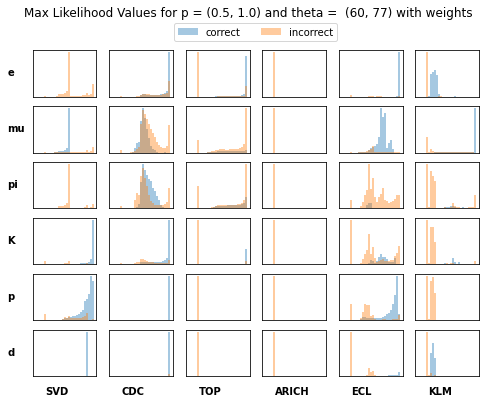 Max Likelihood Values for p = (0.5, 1.0) and theta =  (60, 77) with weights
correct incorrect
e
mu
pi
K
p
d
SVD CDC TOP ARICH ECL KLM